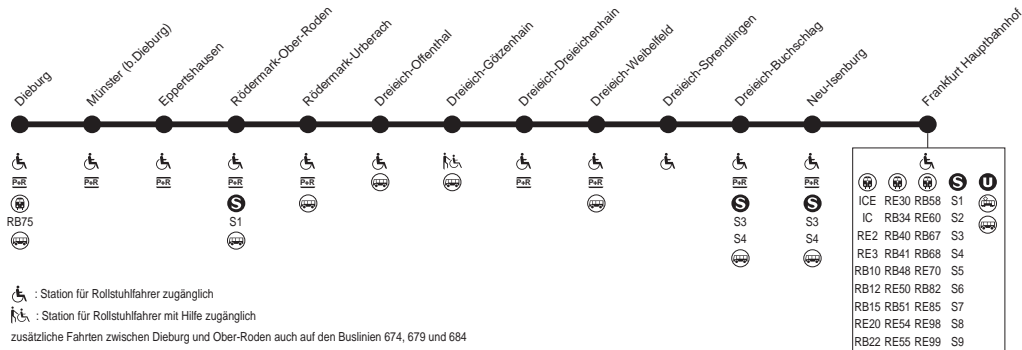 Dieburg
Münster (b.Dieburg)
Eppertshausen
Rödermark-Ober-Roden
Rödermark-Urberach
Dreieich-Offenthal
Dreieich-Götzenhain
Dreieich-Dreieichenhain
Dreieich-Weibelfeld
Dreieich-Sprendlingen
Dreieich-Buchschlag
Neu-Isenburg
Frankfurt Hauptbahnhof
P+R P+R P+R P+R P+R P+R P+R P+R P+R
RB75 S S1 S S3 S4 S S3 S4
S U
ICE RE30 RB58 S1
IC RB34 RE60 S2
RE2 RB40 RB67 S3
RE3 RB41 RB68 S4
RB10 RB48 RE70 S5
RB12 RE50 RB82 S6
RB15 RB51 RE85 S7
RE20 RE54 RE98 S8
RB22 RE55 RE99 S9
: Station für Rollstuhlfahrer zugänglich
: Station für Rollstuhlfahrer mit Hilfe zugänglich
zusätzliche Fahrten zwischen Dieburg und Ober-Roden auch auf den Buslinien 674, 679 und 684